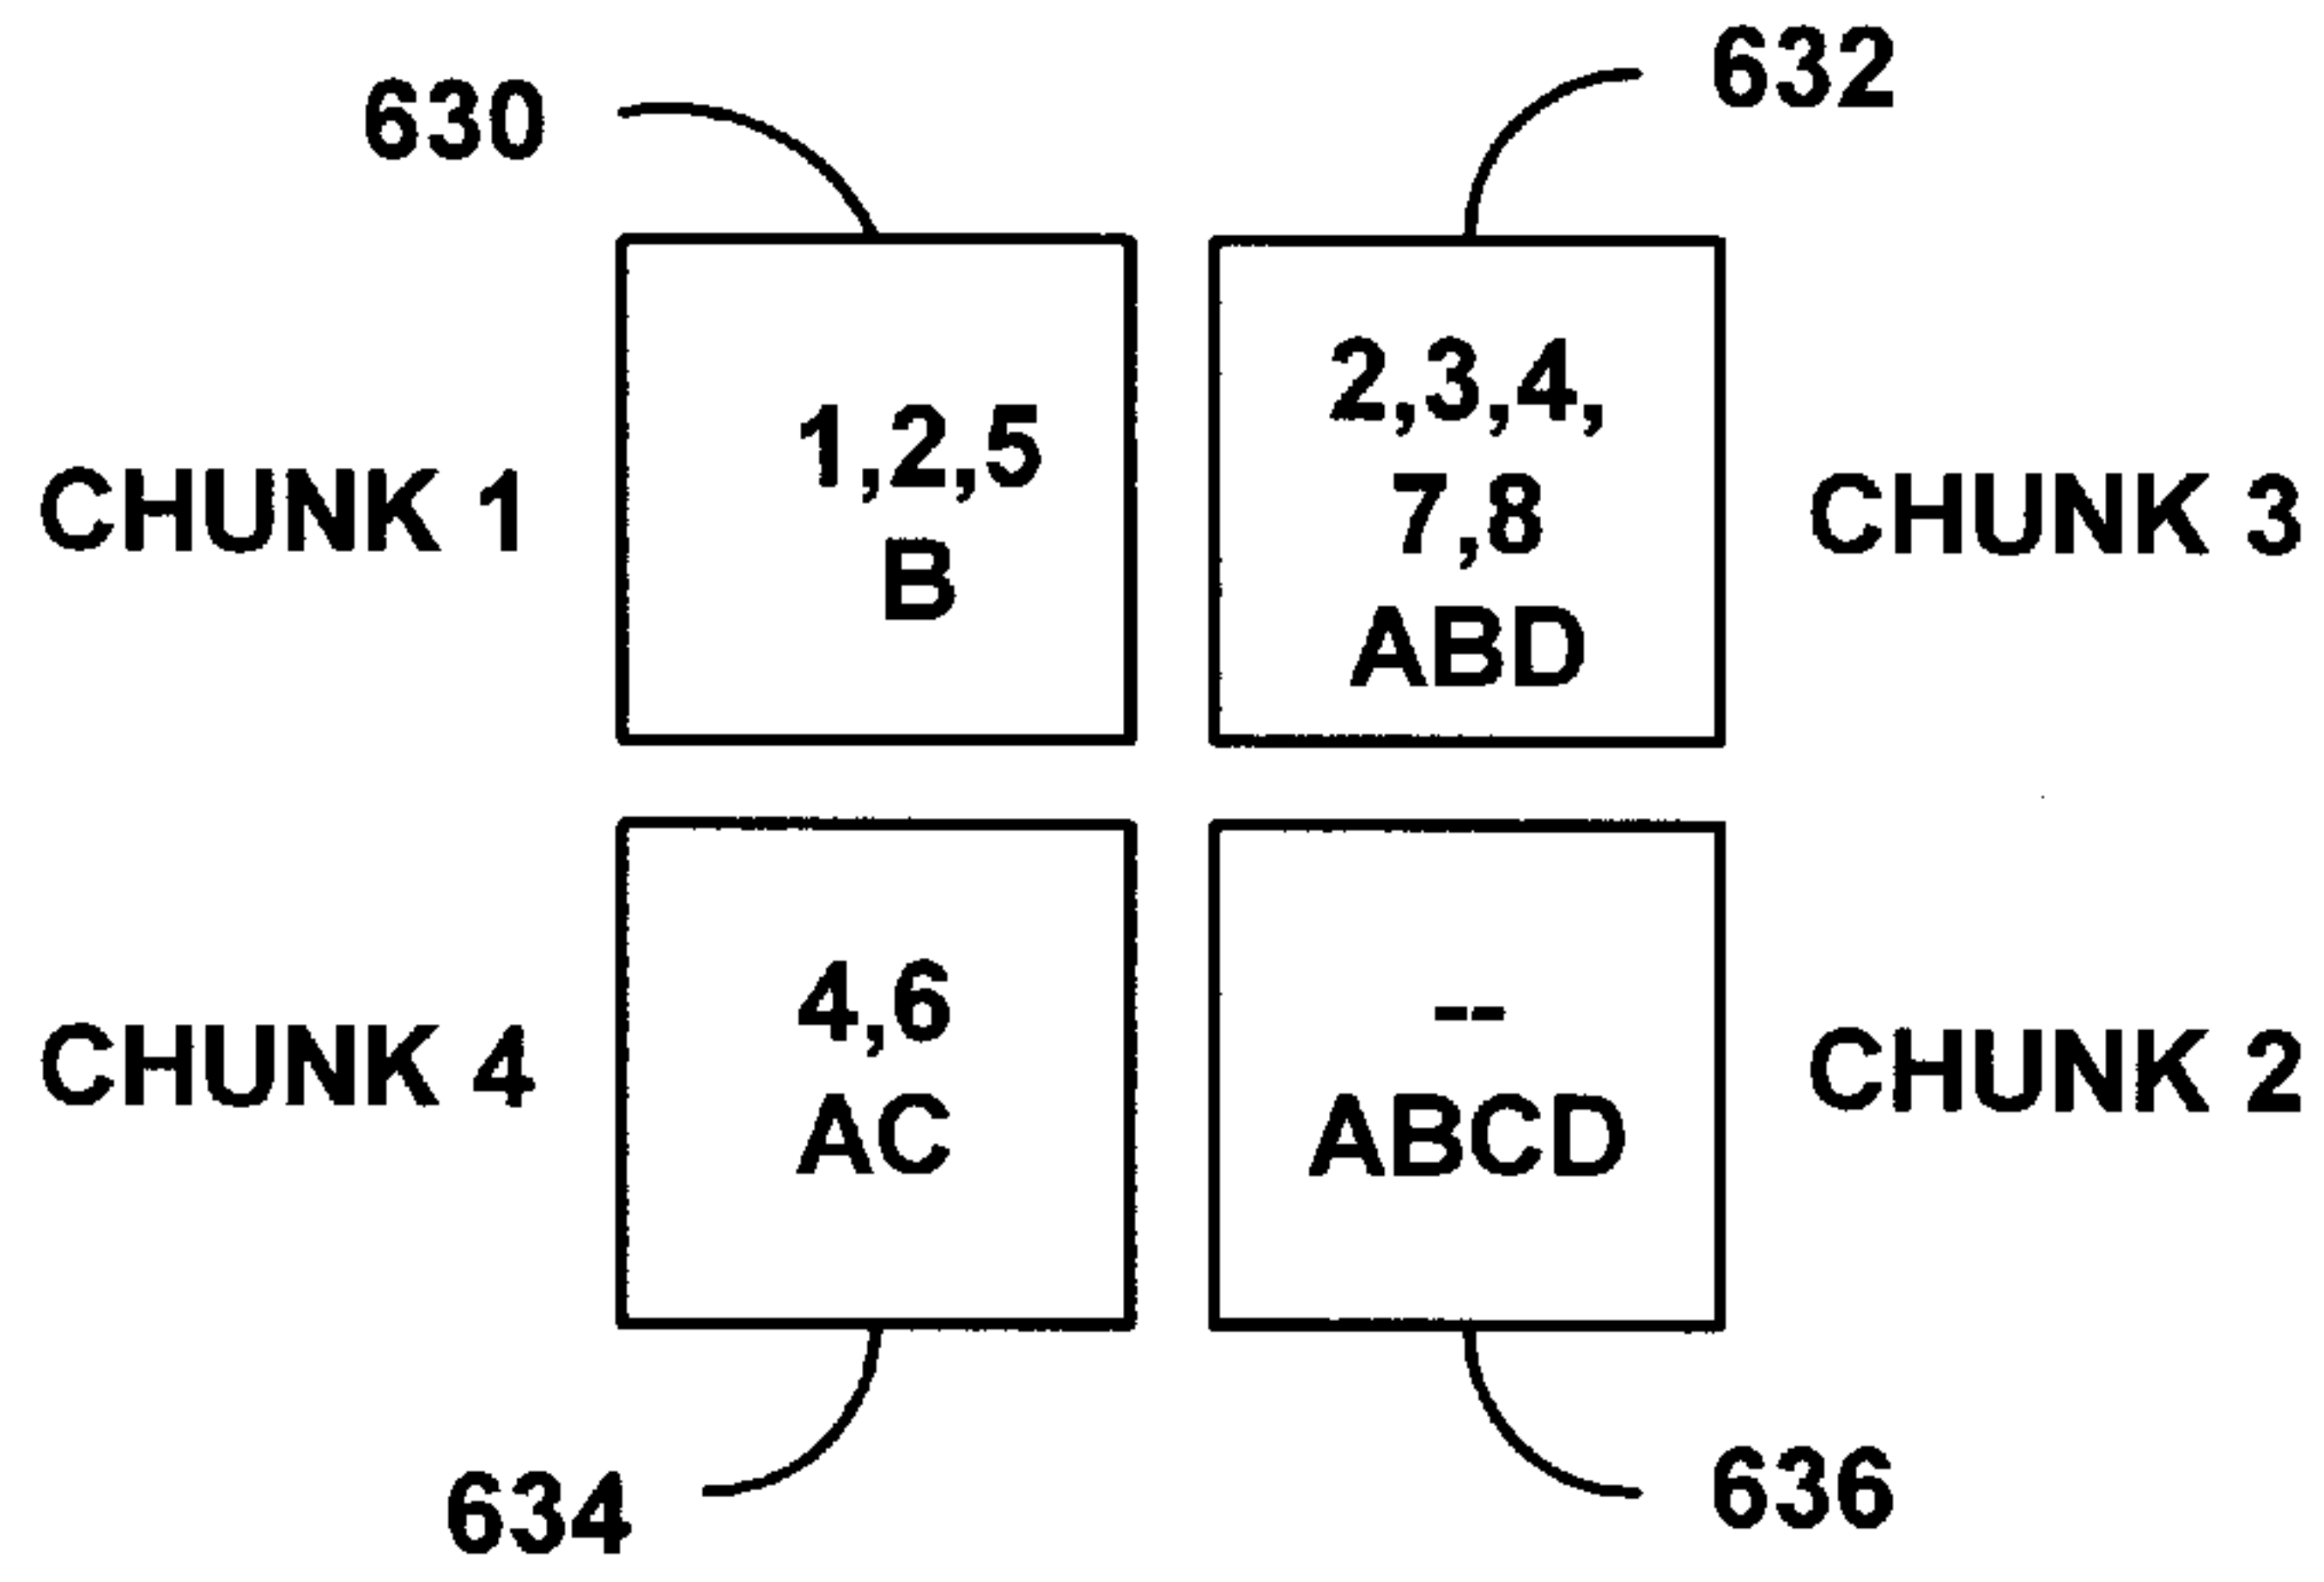 630
632
CHUNK 1
1,2,5
B
2,3,4,
7,8
ABD
CHUNK 3
CHUNK 4
4,6
AC
--
ABCD
CHUNK 2
634
636